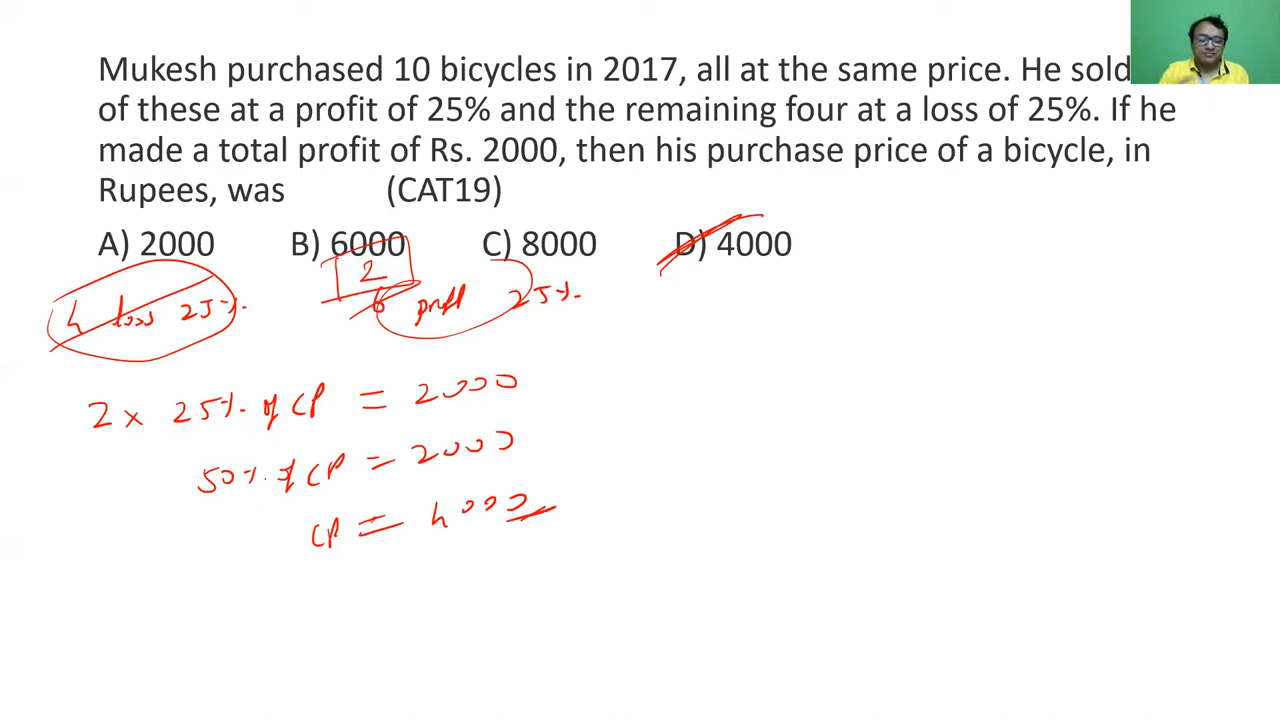 Mukesh purchased 10 bicycles in 2017, all at the same price. He sold
of these at a profit of 25% and the remaining four at a loss of 25%. If he
made a total profit of Rs. 2000, then his purchase price of a bicycle, in
Rupees, was (CAT19)
A) 2000 B) 6000 C) 8000 D) 4000
4 loss 25%. 2
6 profit 25%.
2 x 25%. of CP = 2000
50%. of CP = 2000
CP = 4000